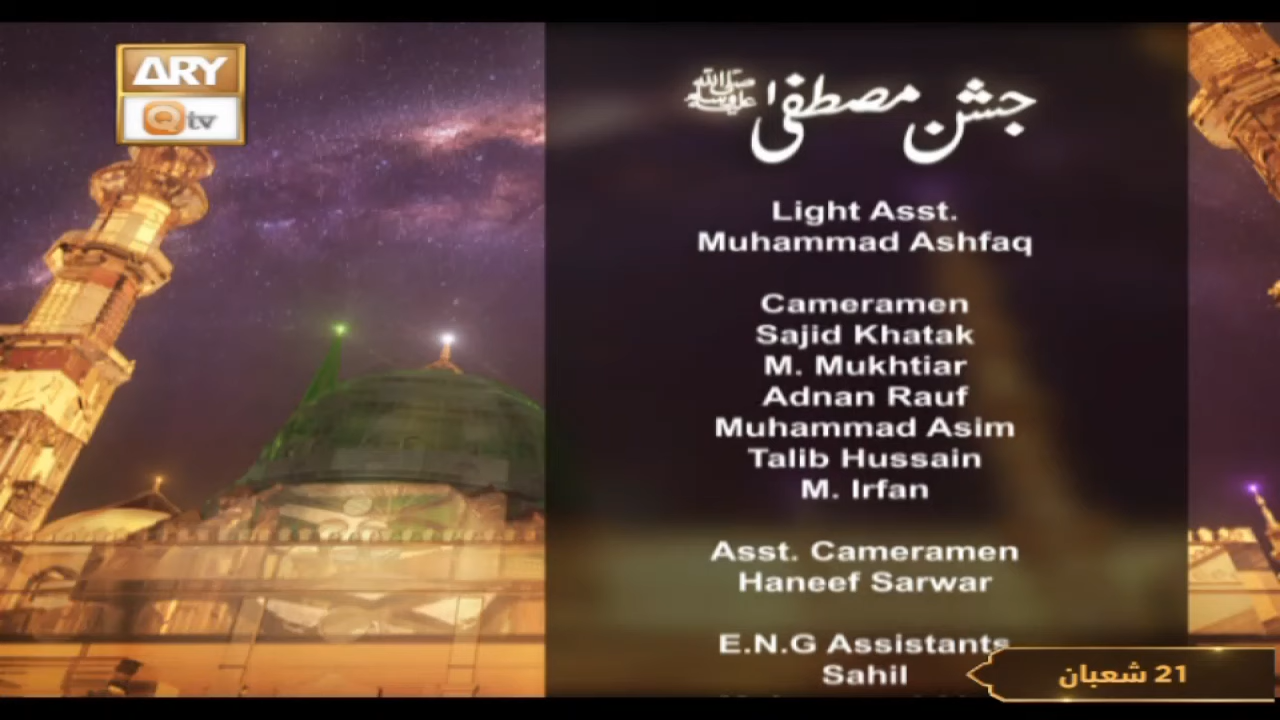 ARY
Qtv
جشن مصطفیٰ ﷺ
Light Asst.
Muhammad Ashfaq
Cameramen
Sajid Khatak
M. Mukhtiar
Adnan Rauf
Muhammad Asim
Talib Hussain
M. Irfan
Asst. Cameramen
Haneef Sarwar
E.N.G Assistants
Sahil
21 شعبان